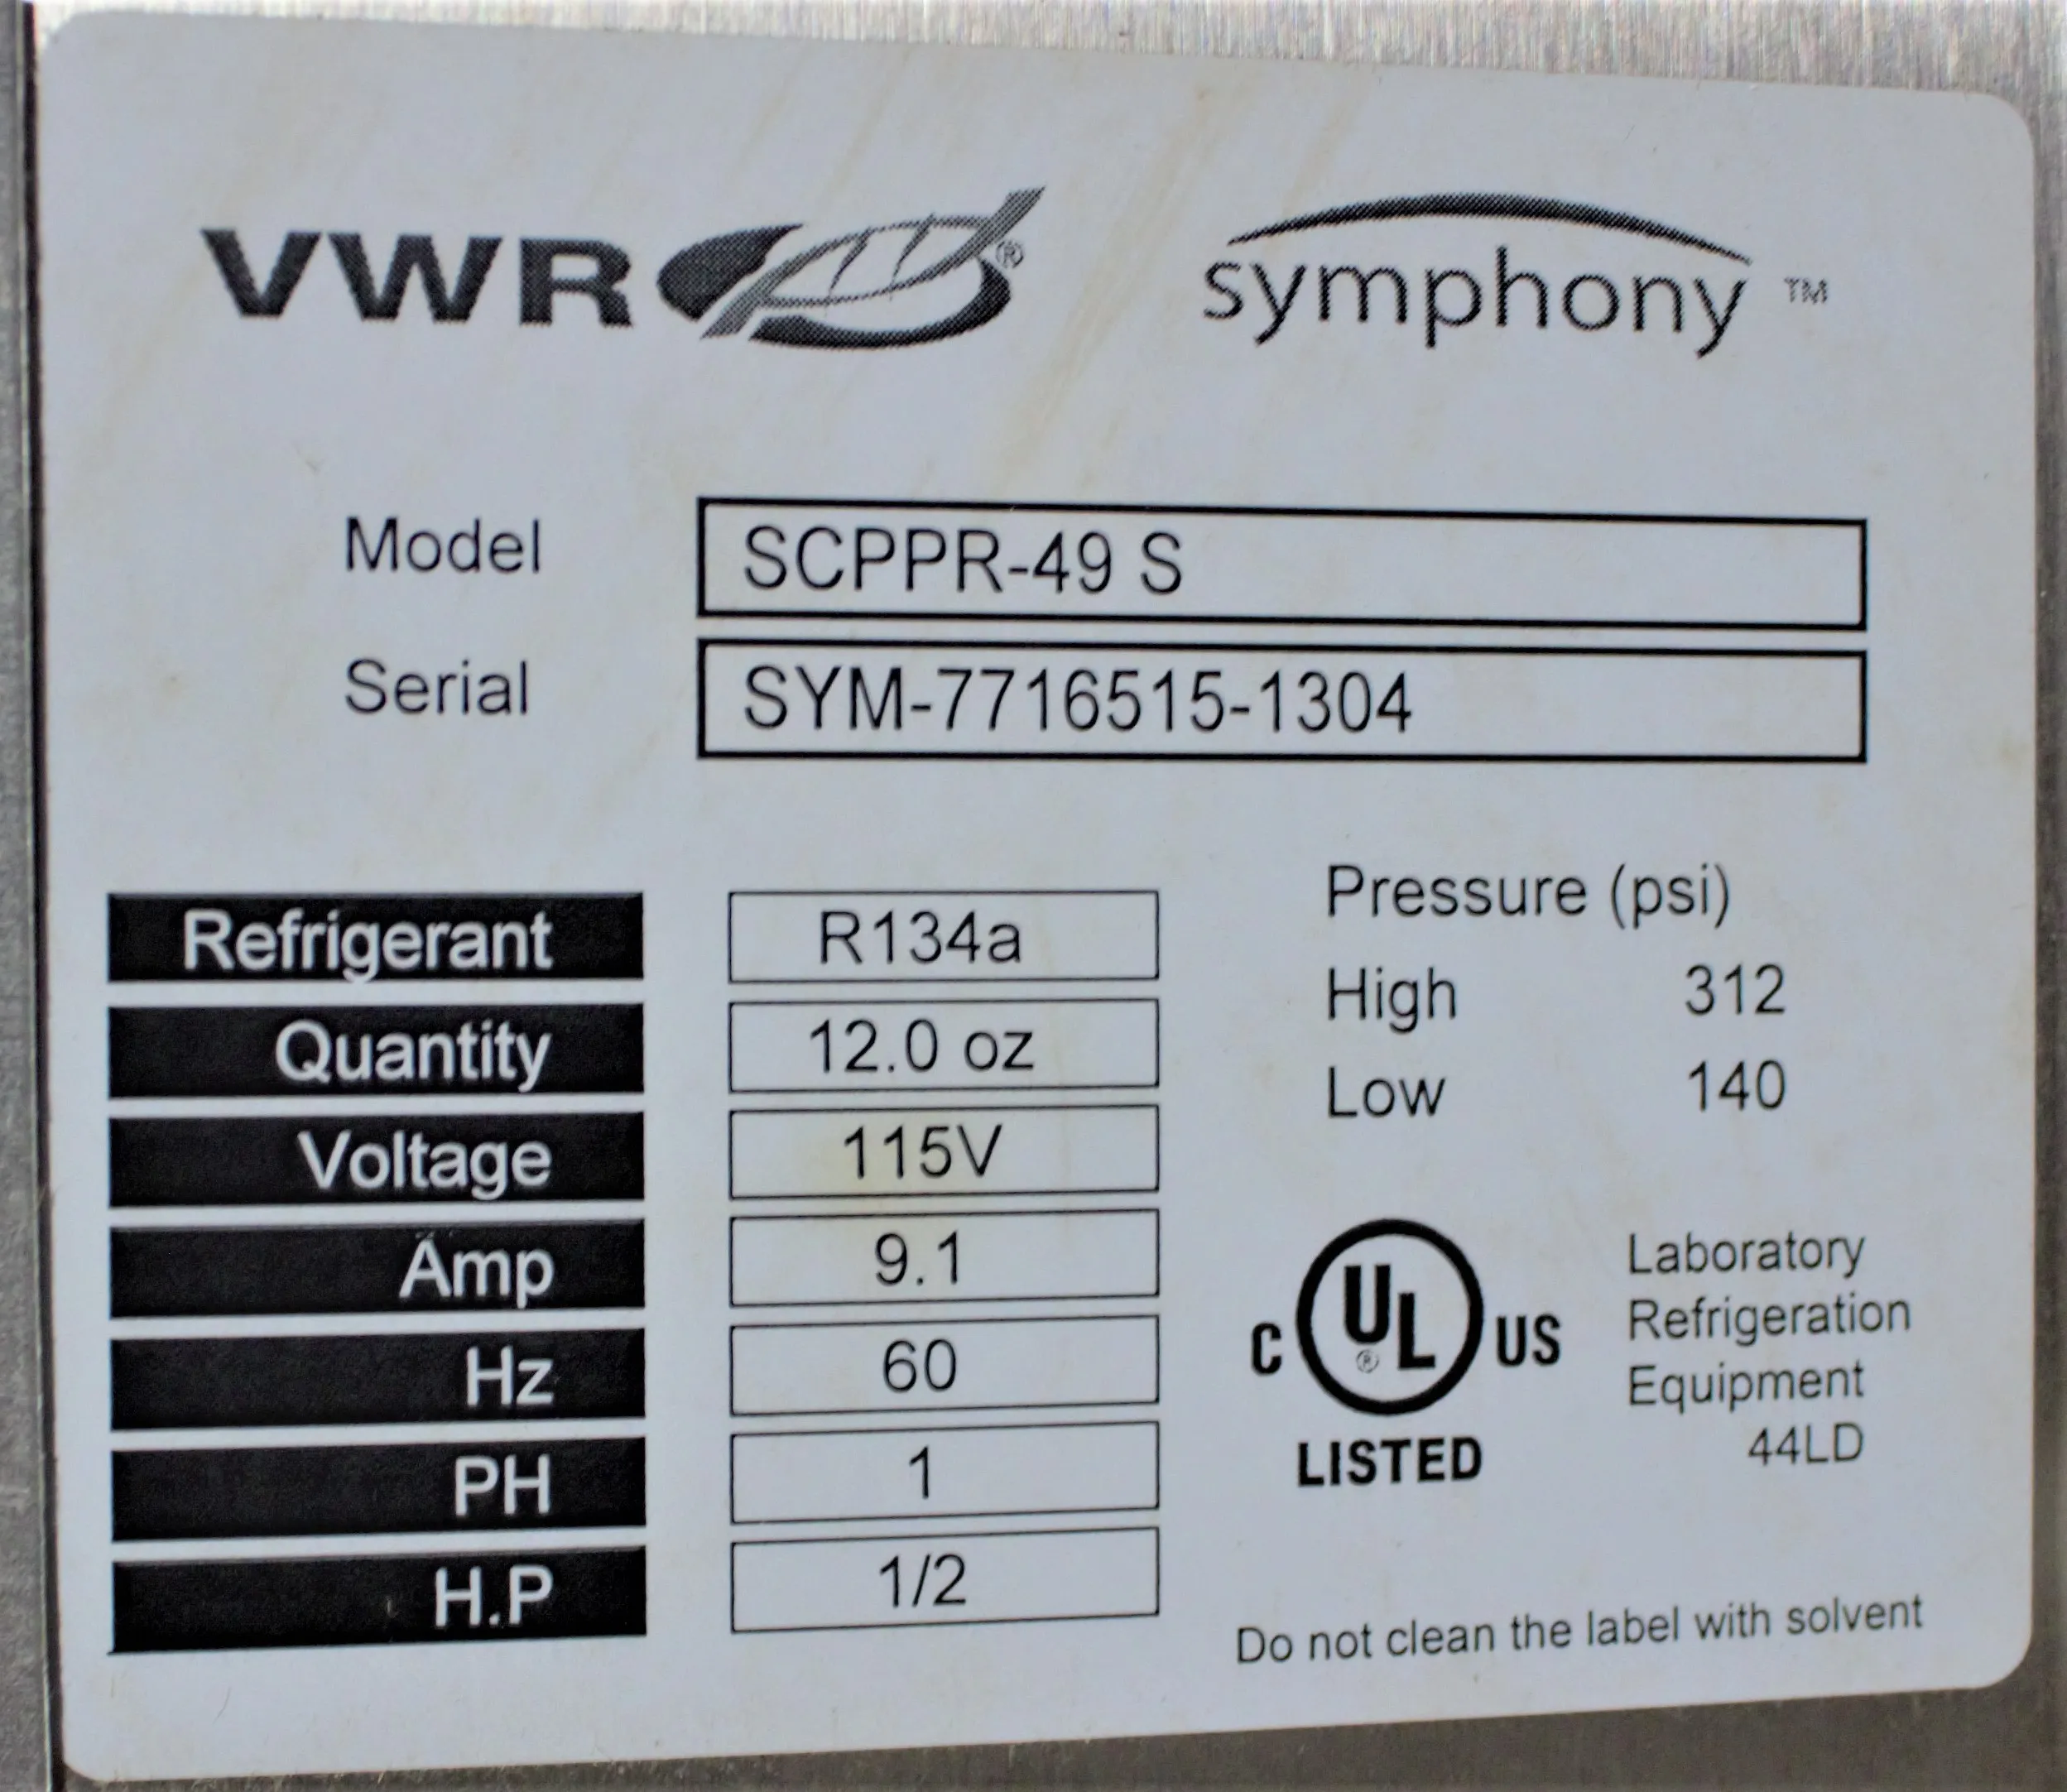 VWR ® symphony ™
Model SCPPR-49 S
Serial SYM-7716515-1304
Refrigerant R134a
Quantity 12.0 oz
Voltage 115V
Amp 9.1
Hz 60
PH 1
H.P 1/2
Pressure (psi)
High 312
Low 140
C UL ® US
LISTED
Laboratory
Refrigeration
Equipment
44LD
Do not clean the label with solvent